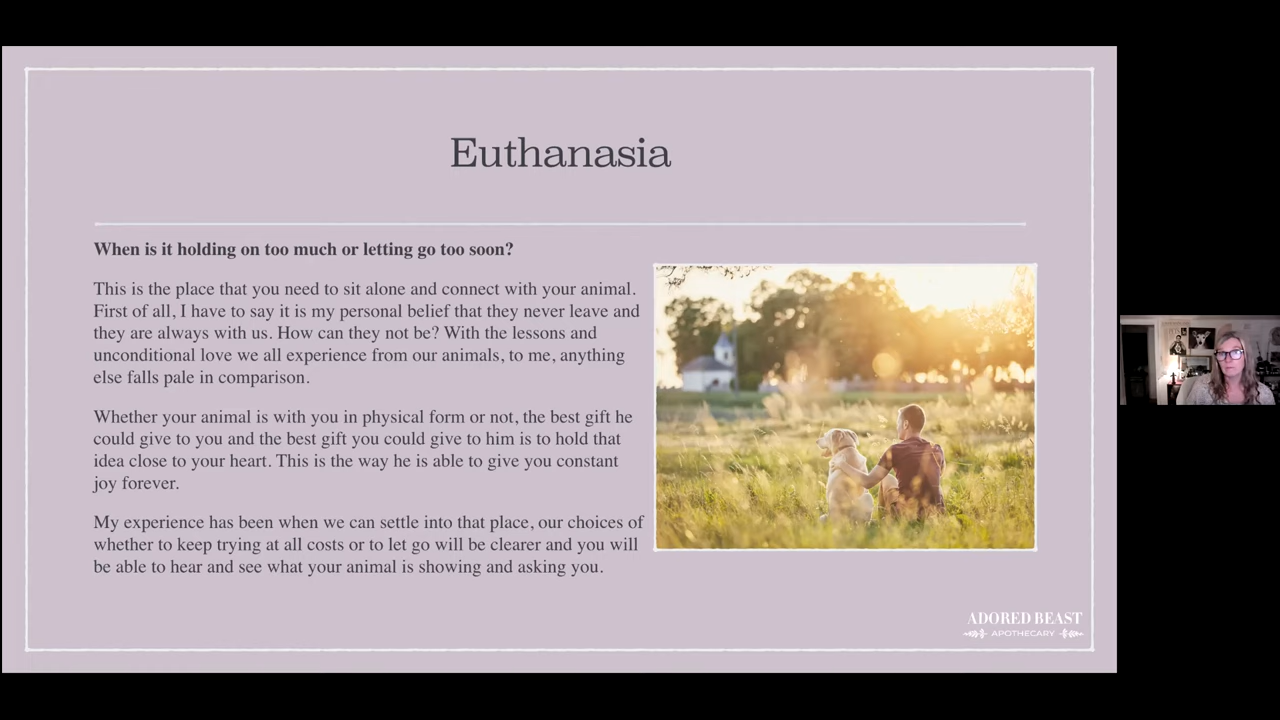 Euthanasia
When is it holding on too much or letting go too soon?
This is the place that you need to sit alone and connect with your animal.
First of all, I have to say it is my personal belief that they never leave and
they are always with us. How can they not be? With the lessons and
unconditional love we all experience from our animals, to me, anything
else falls pale in comparison.
Whether your animal is with you in physical form or not, the best gift he
could give to you and the best gift you could give to him is to hold that
idea close to your heart. This is the way he is able to give you constant
joy forever.
My experience has been when we can settle into that place, our choices of
whether to keep trying at all costs or to let go will be clearer and you will
be able to hear and see what your animal is showing and asking you.
ADORED BEAST
APOTHECARY